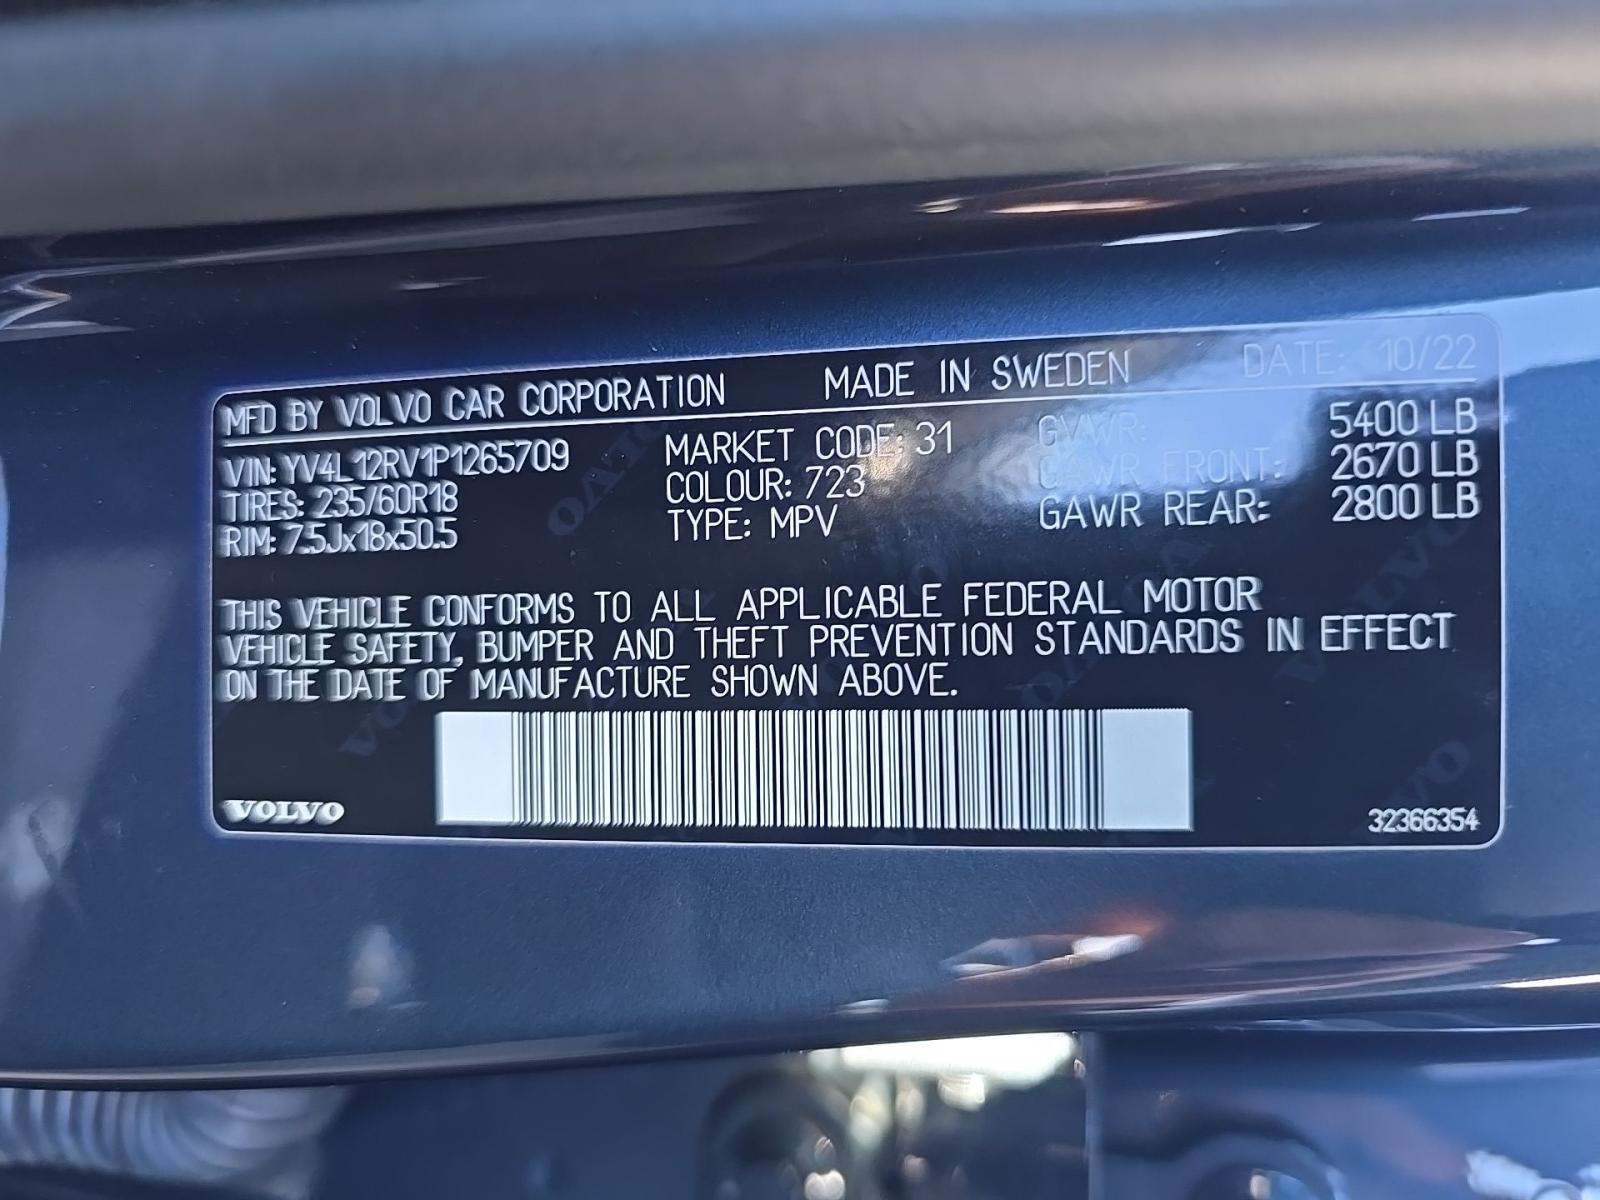 MFD BY VOLVO CAR CORPORATION MADE IN SWEDEN DATE: 10/22
VIN: YV4L12RV1P1265709 MARKET CODE: 31 GVWR: 5400 LB
TIRES: 235/60R18 COLOUR: 723 GAWR FRONT: 2670 LB
RIM: 7.5Jx18x50.5 TYPE: MPV GAWR REAR: 2800 LB
THIS VEHICLE CONFORMS TO ALL APPLICABLE FEDERAL MOTOR
VEHICLE SAFETY, BUMPER AND THEFT PREVENTION STANDARDS IN EFFECT
ON THE DATE OF MANUFACTURE SHOWN ABOVE.
VOLVO 32366354